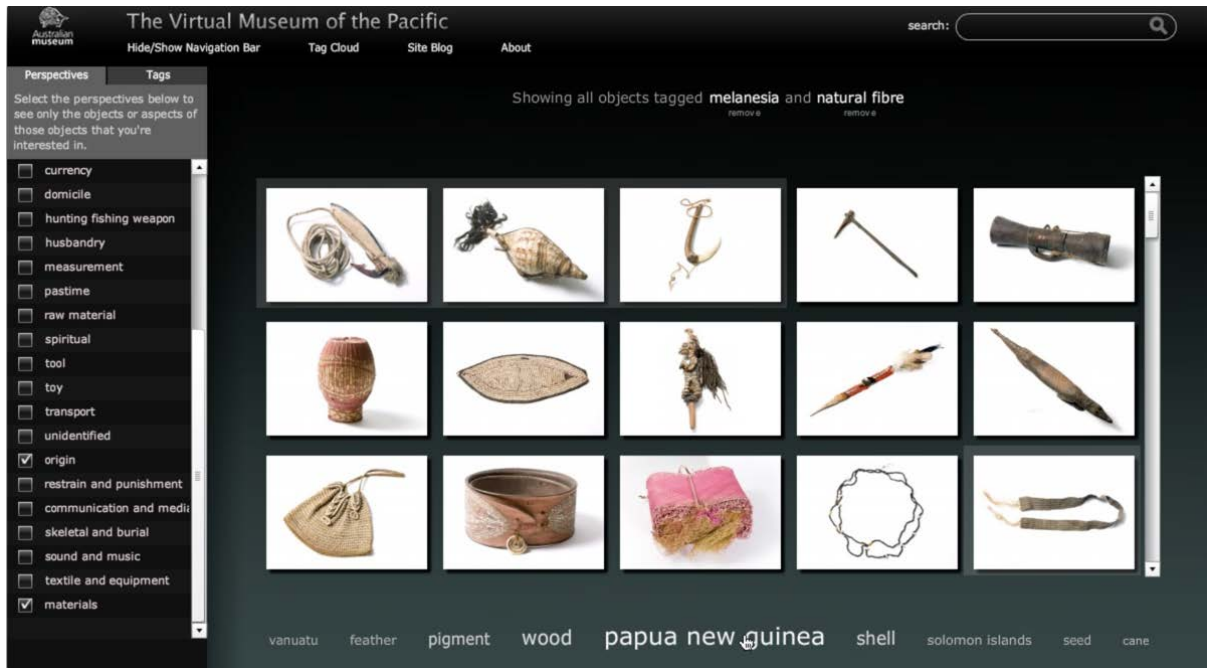 Australian
museum
The Virtual Museum of the Pacific
search:
Hide/Show Navigation Bar
Tag Cloud
Site Blog
About
Perspectives
Tags
Select the perspectives below to
see only the objects or aspects of
those objects that you're
interested in.
Showing all objects tagged melanesia and natural fibre
remove
remove
currency
domicile
hunting fishing weapon
husbandry
measurement
pastime
raw material
spiritual
tool
toy
transport
unidentified
origin
restrain and punishment
communication and media
skeletal and burial
sound and music
textile and equipment
materials
vanuatu feather pigment wood papua new guinea shell solomon islands seed cane